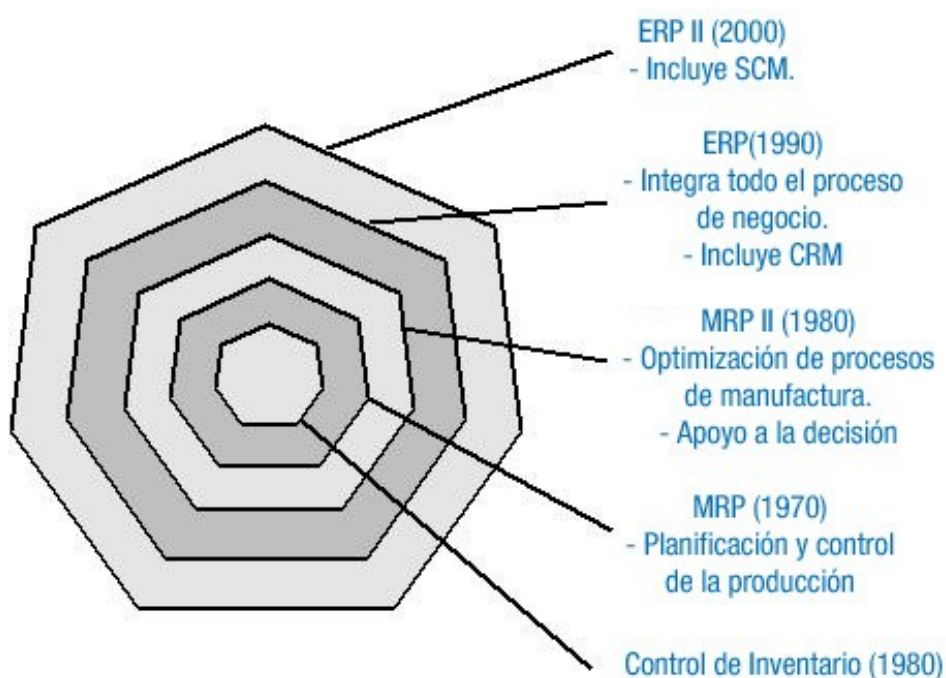 ERP II (2000)
- Incluye SCM.
ERP(1990)
- Integra todo el proceso
de negocio.
- Incluye CRM
MRP II (1980)
- Optimización de procesos
de manufactura.
- Apoyo a la decisión
MRP (1970)
- Planificación y control
de la producción
Control de Inventario (1980)